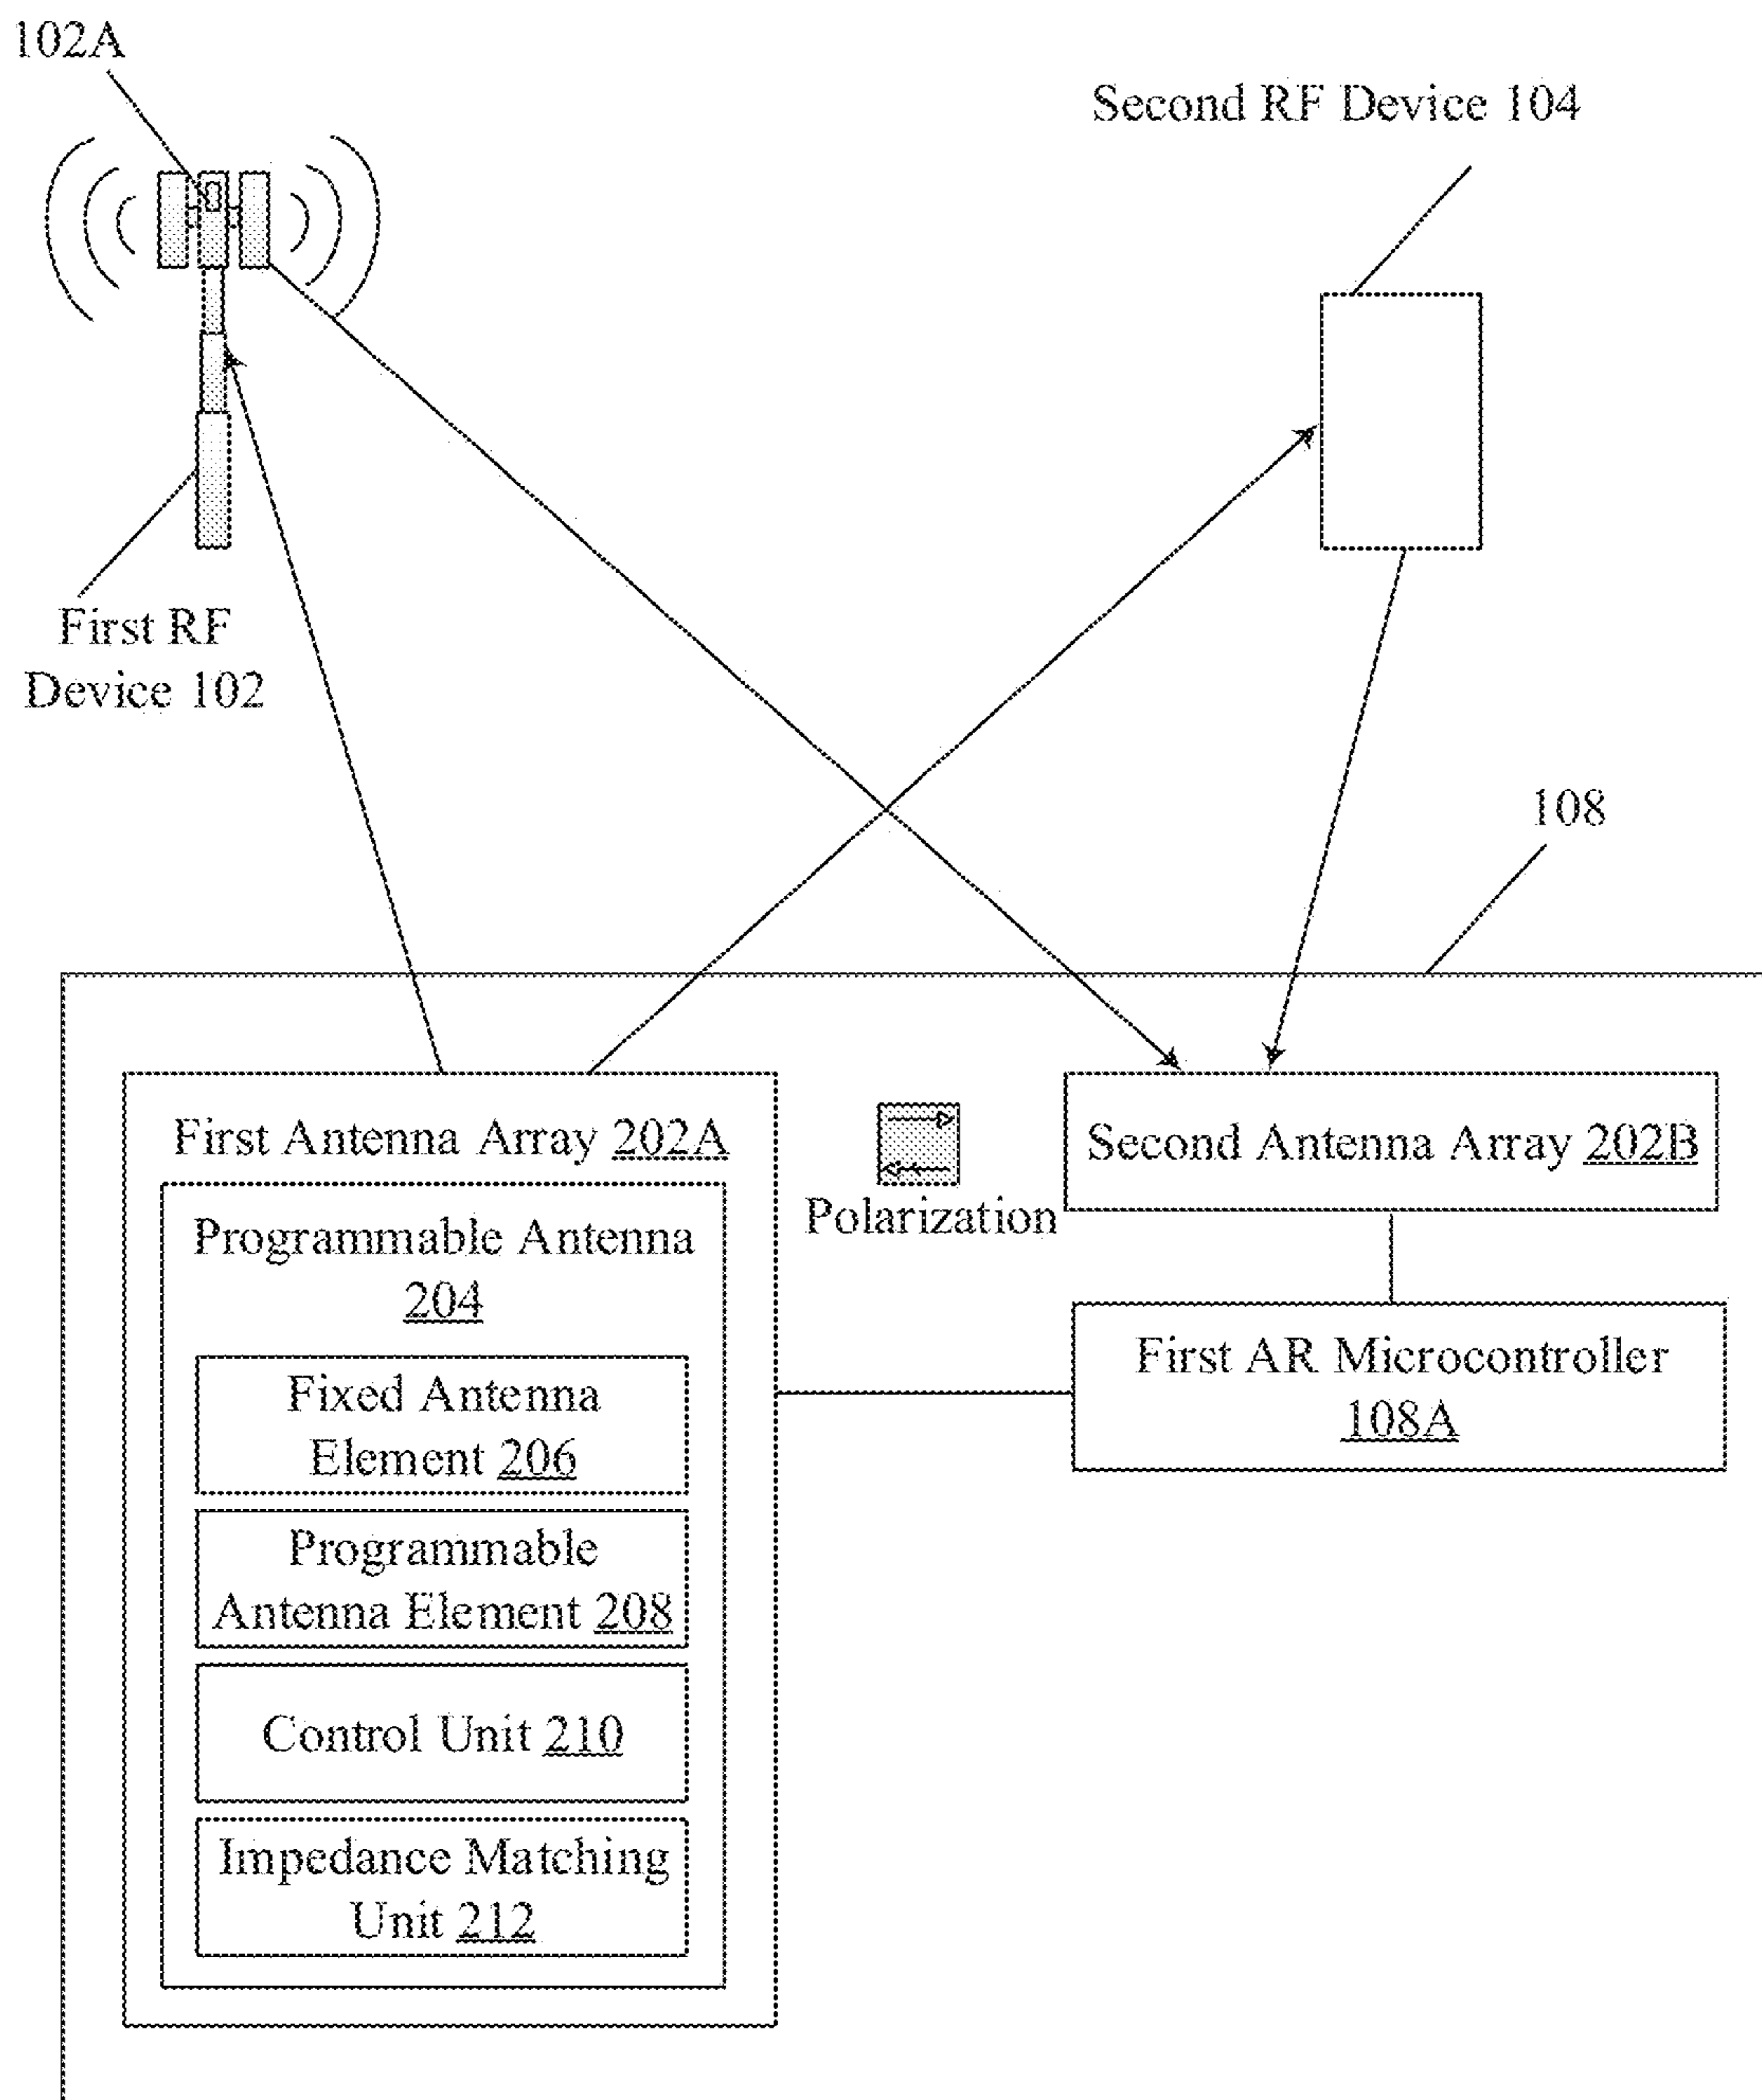 102A
Second RF Device 104
First RF
Device 102
108
First Antenna Array 202A
Second Antenna Array 202B
Polarization
Programmable Antenna
204
First AR Microcontroller
108A
Fixed Antenna
Element 206
Programmable
Antenna Element 208
Control Unit 210
Impedance Matching
Unit 212